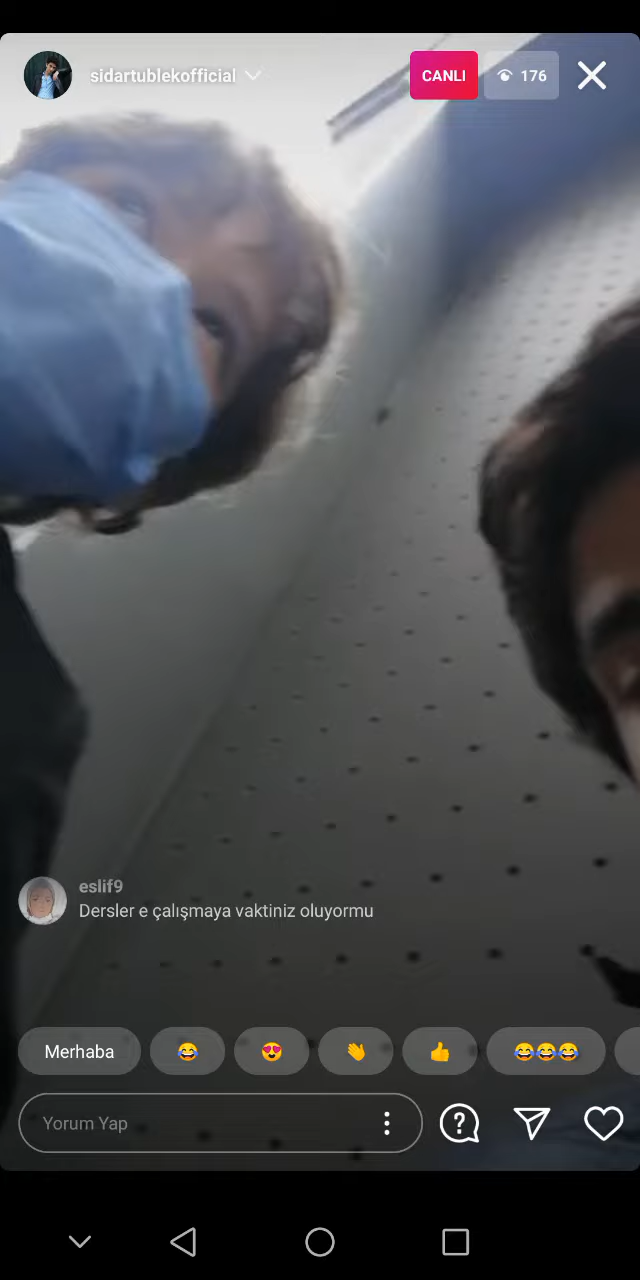 sidartublekofficial
CANLI
176
eslif9
Dersler e çalışmaya vaktiniz oluyormu
Merhaba
Yorum Yap